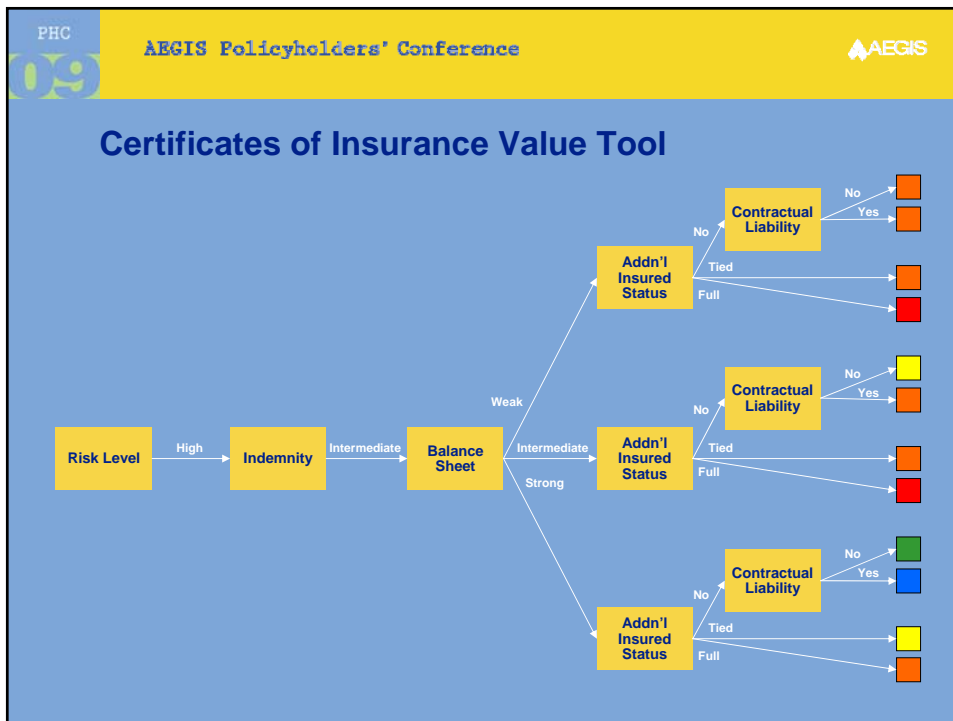 PHC
09
AEGIS Policyholders' Conference
AEGIS
Certificates of Insurance Value Tool
Risk Level
High
Indemnity
Intermediate
Balance
Sheet
Weak
Intermediate
Strong
Addn'l
Insured
Status
No
Tied
Full
Contractual
Liability
No
Yes
Addn'l
Insured
Status
No
Tied
Full
Contractual
Liability
No
Yes
Addn'l
Insured
Status
No
Tied
Full
Contractual
Liability
No
Yes